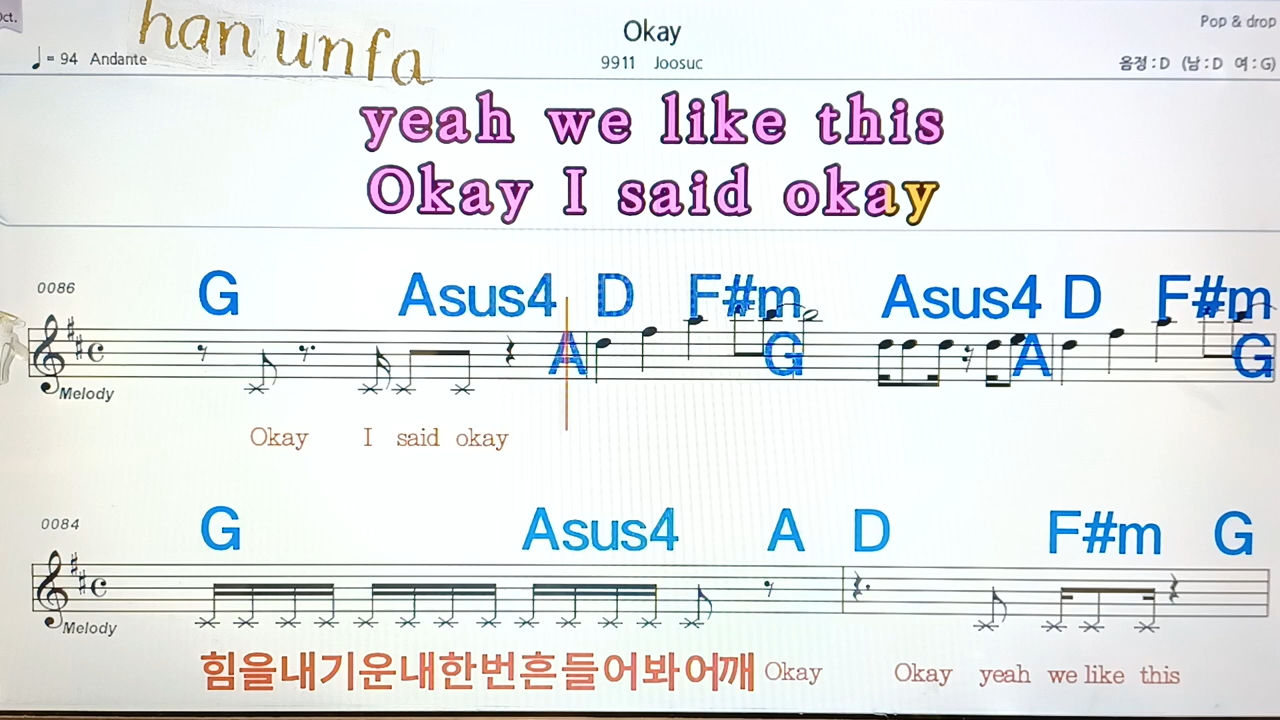 Oct.
han unfa
Okay
Pop & drop
♩= 94 Andante
9911 Joosuc
음정:D (남:D 여:G)
yeah we like this
Okay I said okay
0086
G Asus4 A D F#m G Asus4 A D F#m G
Melody
Okay I said okay
0084
G Asus4 A D F#m G
Melody
힘을내기운내한번흔들어봐어깨 Okay Okay yeah we like this